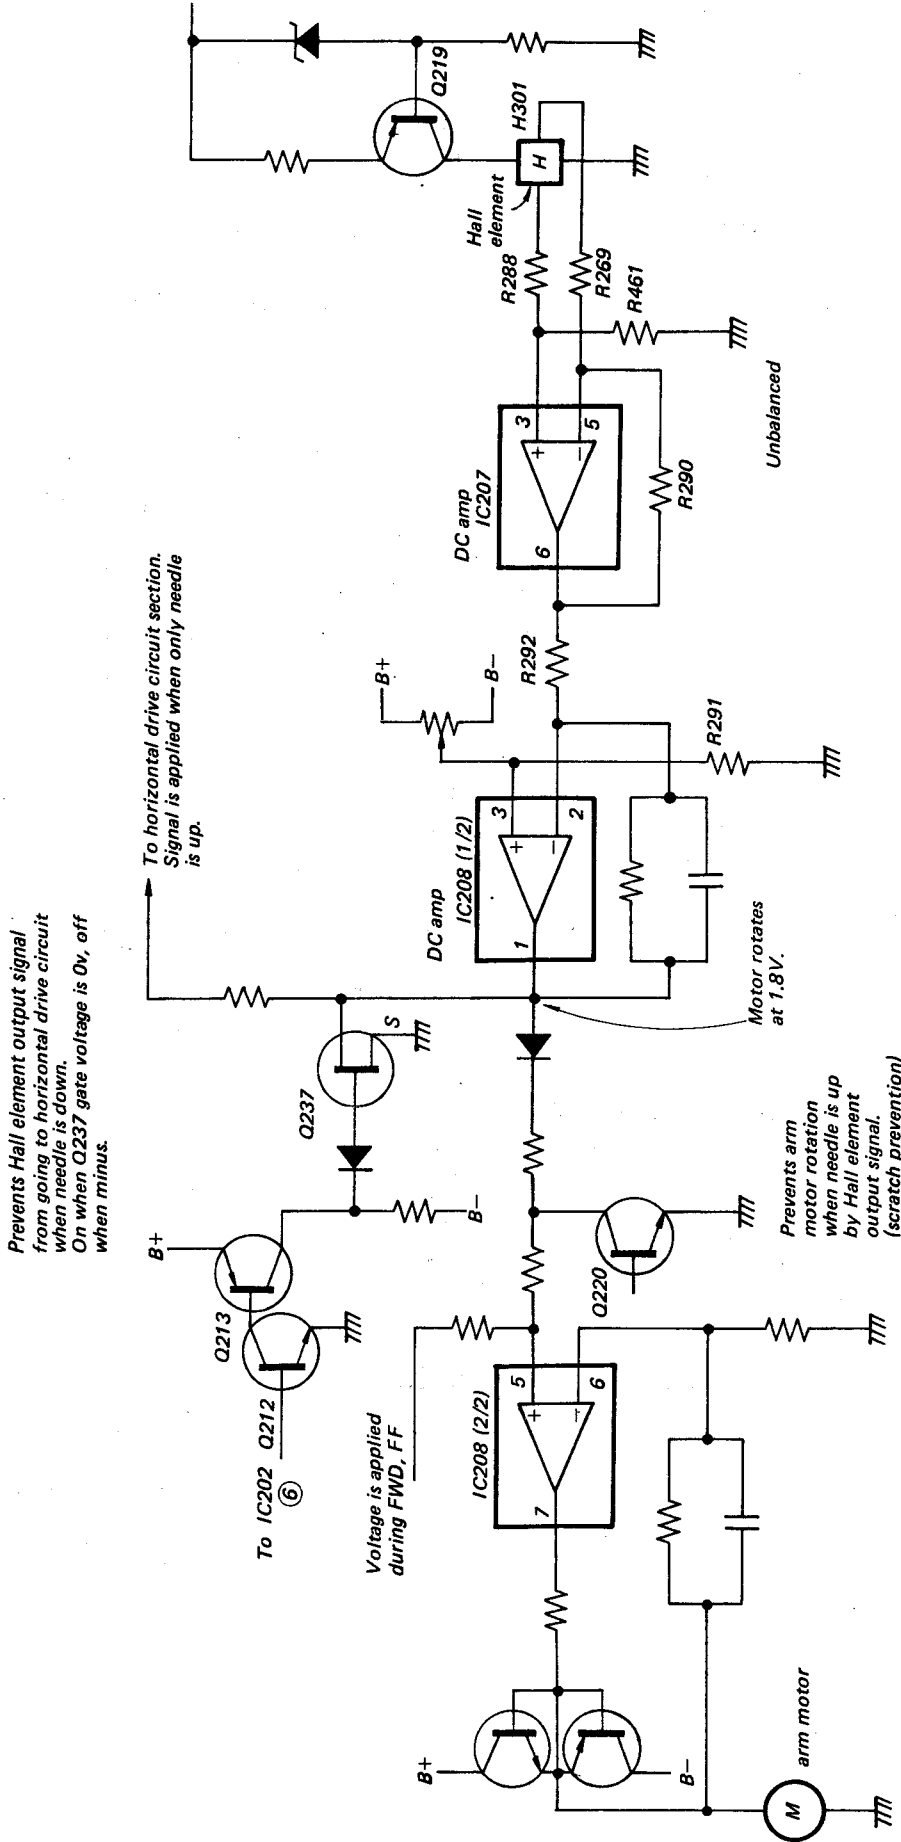 Prevents Hall element output signal
from going to horizontal drive circuit
when needle is down.
On when Q237 gate voltage is 0v, off
when minus.
To horizontal drive circuit section.
Signal is applied when only needle
is up.
B+
Q213
Q212
To IC202 ⑥
B−
Q237
S
Q219
H301
H
Hall
element
R288
R269
R461
Unbalanced
DC amp
IC207
3
+
5
−
6
R290
R292
B+
B−
R291
DC amp
IC208 (1/2)
3
+
2
−
1
Motor rotates
at 1.8V.
Q220
Prevents arm
motor rotation
when needle is up
by Hall element
output signal.
(scratch prevention)
Voltage is applied
during FWD, FF
IC208 (2/2)
5
+
6
−
7
B+
B−
M
arm motor